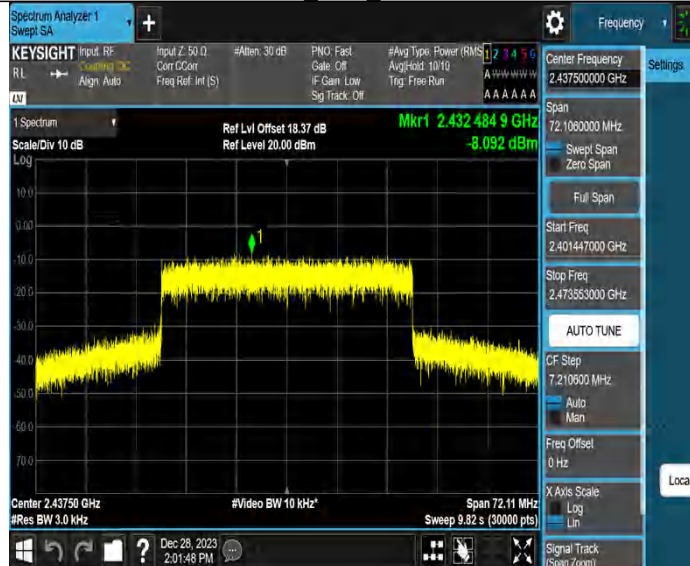 Spectrum Analyzer 1
Swept SA
+
Frequency
KEYSIGHT
Input: RF
Coupling: DC
Align: Auto
Input Z: 50 Ω
Corr CCorr
Freq Ref: Int (S)
#Atten: 30 dB
PNO: Fast
Gate: Off
IF Gain: Low
Sig Track: Off
#Avg Type: Power (RMS
Avg|Hold: 10/10
Trig: Free Run
1 2 3 4 5 6
A W W W W W
A A A A A A
RL
LXI
1 Spectrum
Scale/Div 10 dB
Log
Ref Lvl Offset 18.37 dB
Ref Level 20.00 dBm
Mkr1 2.432 484 9 GHz
-8.092 dBm
1
10.0
0.00
-10.0
-20.0
-30.0
-40.0
-50.0
-60.0
-70.0
Center 2.43750 GHz
#Res BW 3.0 kHz
#Video BW 10 kHz*
Span 72.11 MHz
Sweep 9.82 s (30000 pts)
?
Dec 28, 2023
2:01:48 PM
Center Frequency
2.437500000 GHz
Span
72.1060000 MHz
Swept Span
Zero Span
Full Span
Start Freq
2.401447000 GHz
Stop Freq
2.473553000 GHz
AUTO TUNE
CF Step
7.210600 MHz
Auto
Man
Freq Offset
0 Hz
X Axis Scale
Log
Lin
Signal Track
(Span Zoom)
Settings
Loca